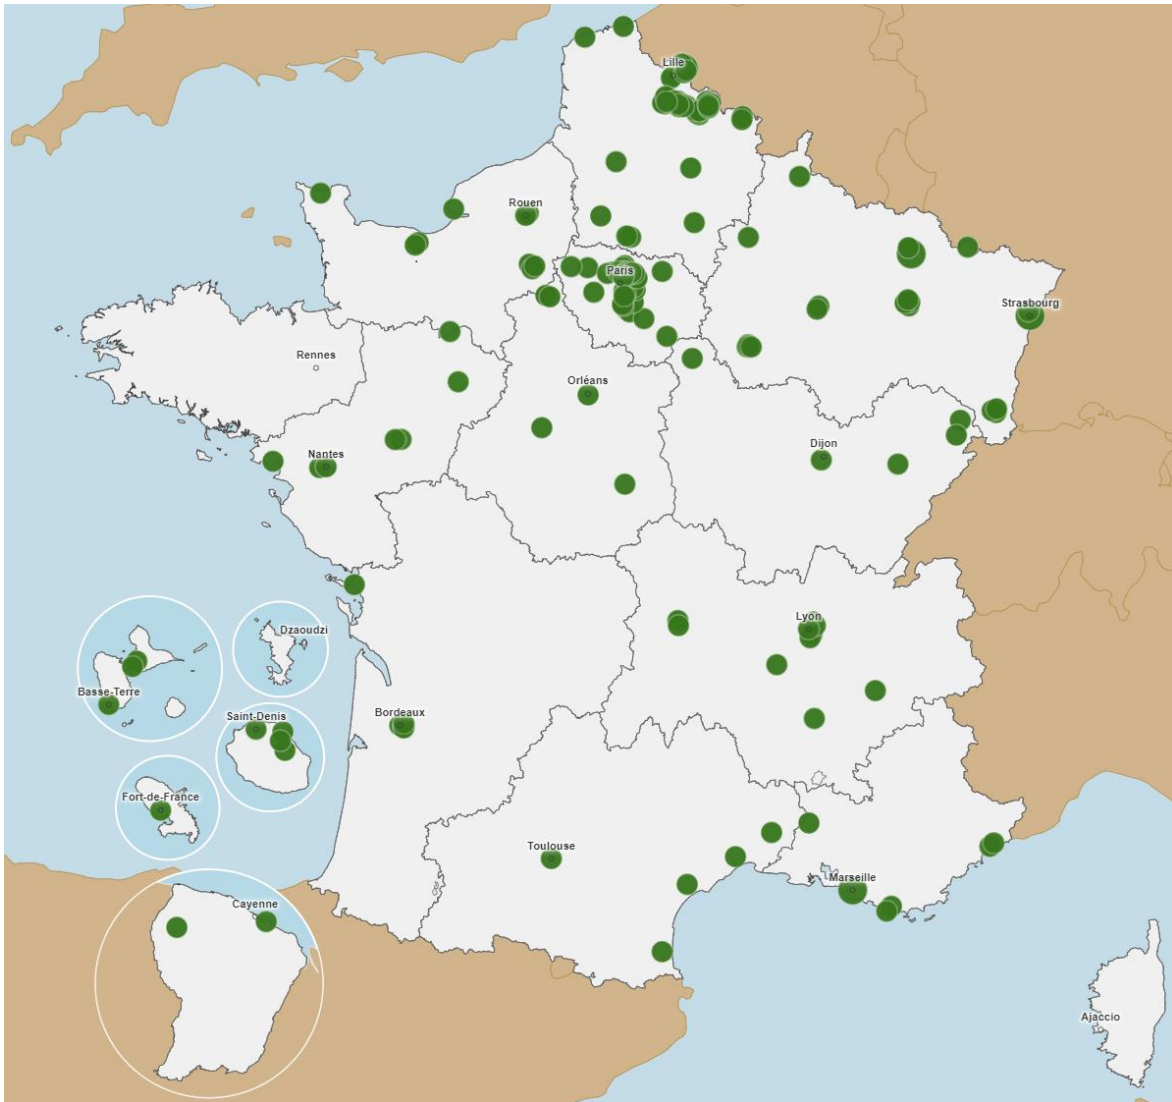 Lille
Rouen
Paris
Strasbourg
Rennes
Orléans
Nantes
Dijon
Lyon
Dzaoudzi
Basse-Terre
Saint-Denis
Bordeaux
Fort-de-France
Toulouse
Marseille
Cayenne
Ajaccio